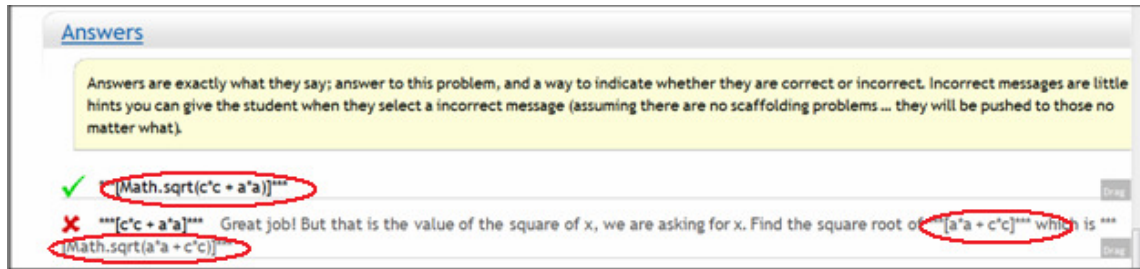 Answers
Answers are exactly what they say; answer to this problem, and a way to indicate whether they are correct or incorrect. Incorrect messages are little
hints you can give the student when they select a incorrect message (assuming there are no scaffolding problems ... they will be pushed to those no
matter what).
***[Math.sqrt(c*c + a*a)]***
Drag
***[c*c + a*a]*** Great job! But that is the value of the square of x, we are asking for x. Find the square root of ***[a*a + c*c]*** which is ***
[Math.sqrt(a*a + c*c)]***
Drag